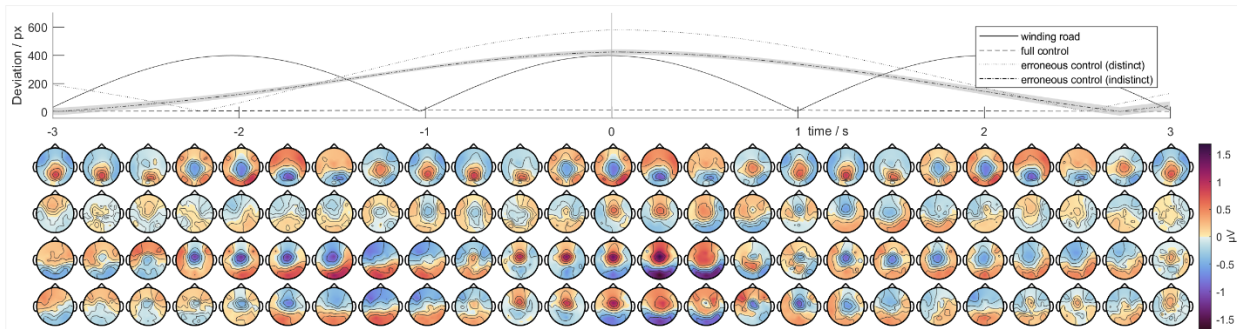 600
400
200
0
Deviation / px
winding road
full control
erroneous control (distinct)
erroneous control (indistinct)
-3
-2
-1
0
1
time / s
2
3
1.5
1
0.5
0
-0.5
-1
-1.5
µV